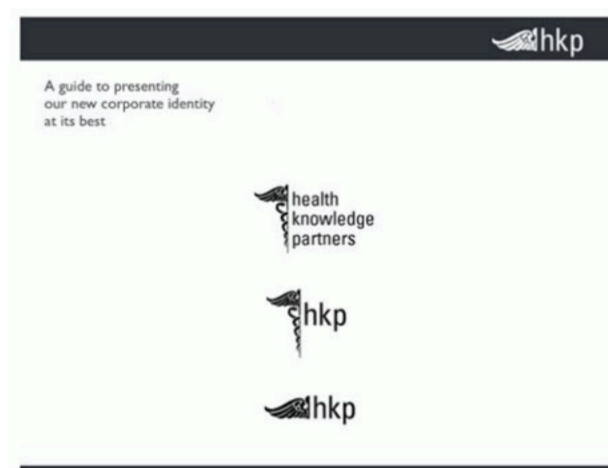 hkp
A guide to presenting
our new corporate identity
at its best
health
knowledge
partners
hkp
hkp